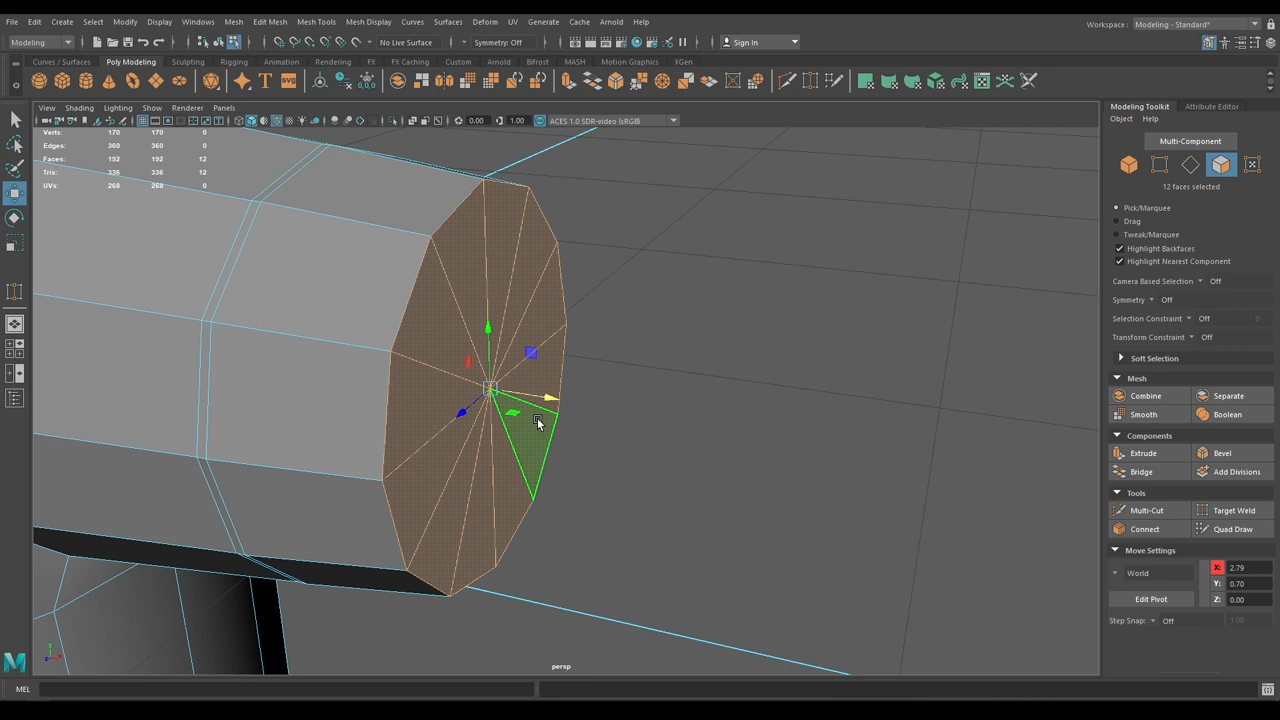 File Edit Create Select Modify Display Windows Mesh Edit Mesh Mesh Tools Mesh Display Curves Surfaces Deform UV Generate Cache Arnold Help
Workspace : Modeling - Standard*
Modeling No Live Surface Symmetry: Off Sign In
Curves / Surfaces Poly Modeling Sculpting Rigging Animation Rendering FX FX Caching Custom Arnold Bifrost MASH Motion Graphics XGen
SVG
View Shading Lighting Show Renderer Panels
0.00 1.00 ACES 1.0 SDR-video (sRGB)
Verts: 170 170 0
Edges: 360 360 0
Faces: 192 192 12
Tris: 336 336 12
UVs: 268 268 0
persp
Modeling Toolkit Attribute Editor
Object Help
Multi-Component
12 faces selected
Pick/Marquee
Drag
Tweak/Marquee
Highlight Backfaces
Highlight Nearest Component
Camera Based Selection Off
Symmetry Off
Selection Constraint Off 0
Transform Constraint Off
Soft Selection
Mesh
Combine Separate
Smooth Boolean
Components
Extrude Bevel
Bridge Add Divisions
Tools
Multi-Cut Target Weld
Connect Quad Draw
Move Settings
World X: 2.79
Y: 0.70
Edit Pivot Z: 0.00
Step Snap: Off 1.00
MEL